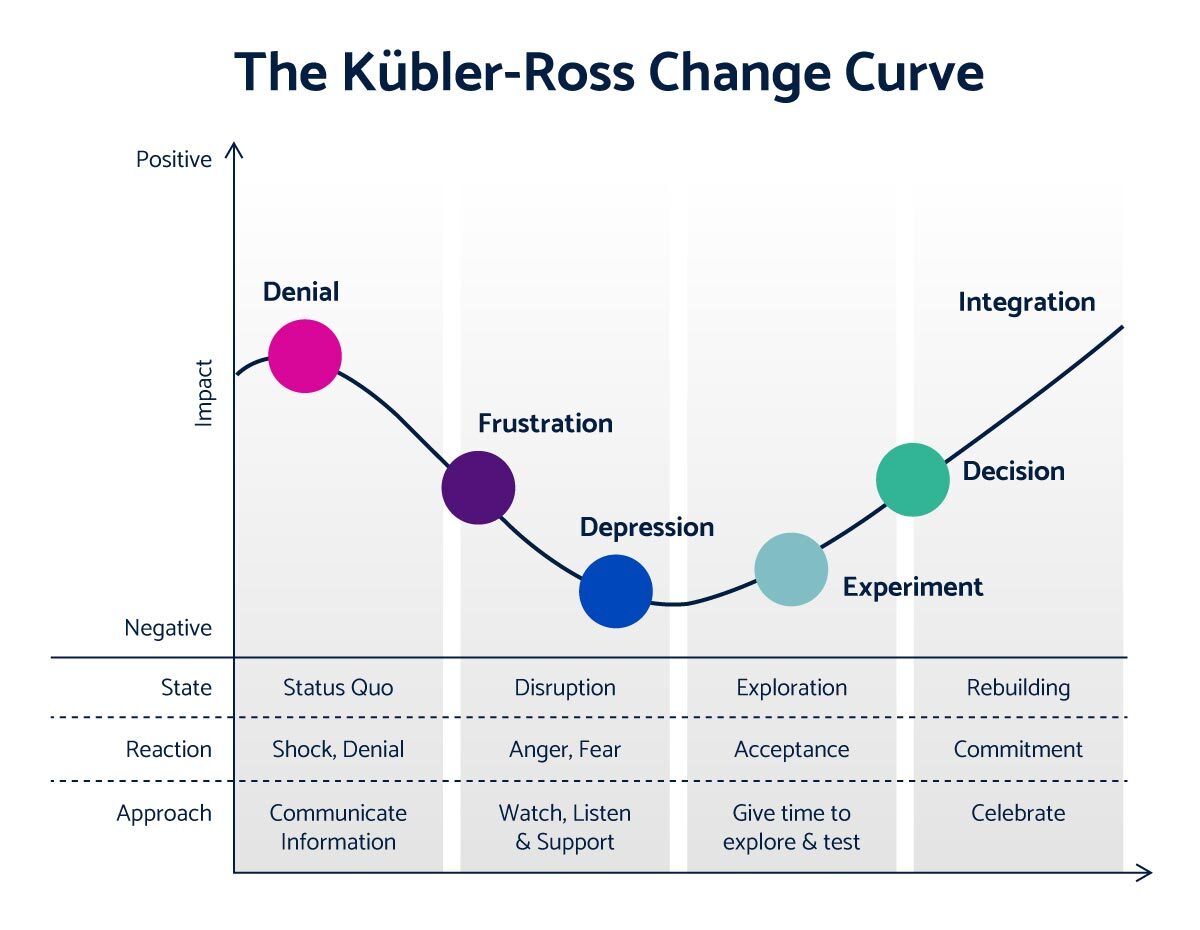 The Kübler-Ross Change Curve
Positive
Impact
Negative
Denial
Frustration
Depression
Experiment
Decision
Integration
State
Status Quo
Disruption
Exploration
Rebuilding
Reaction
Shock, Denial
Anger, Fear
Acceptance
Commitment
Approach
Communicate
Information
Watch, Listen
& Support
Give time to
explore & test
Celebrate